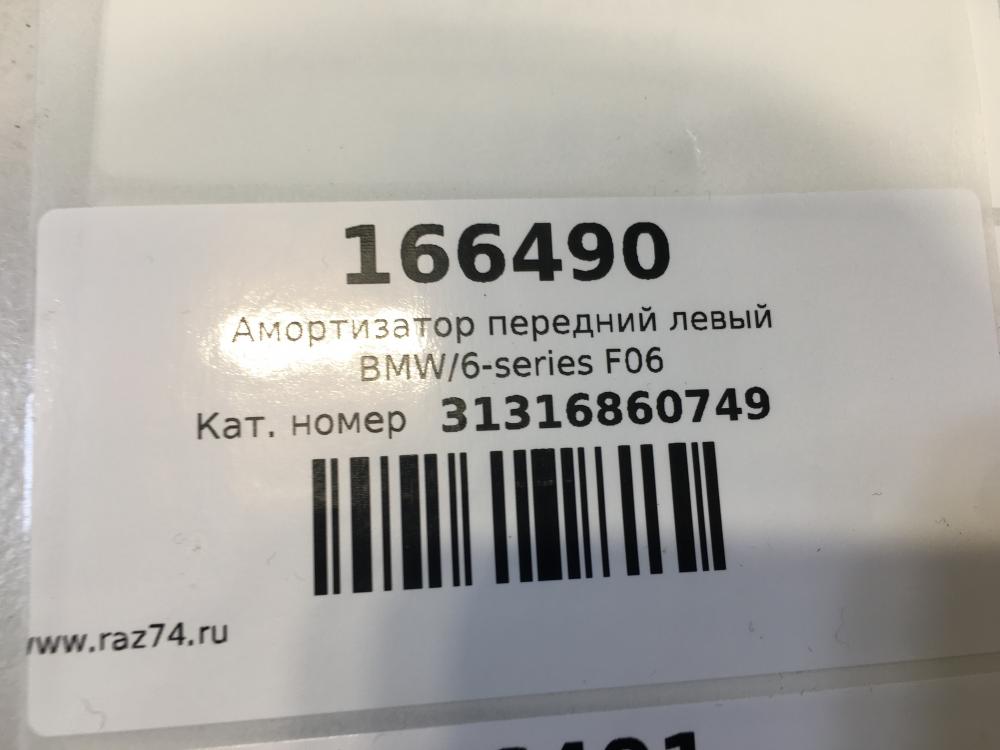 166490
Амортизатор передний левый
BMW/6-series F06
Кат. номер 31316860749
www.raz74.ru